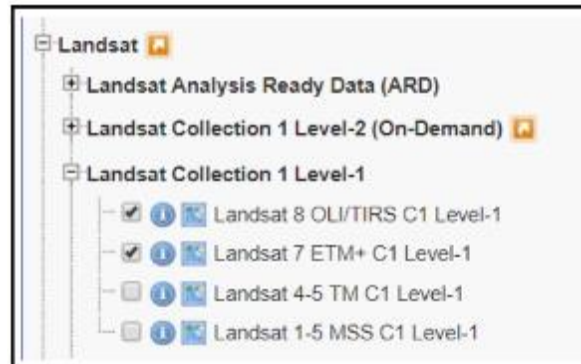 Landsat
Landsat Analysis Ready Data (ARD)
Landsat Collection 1 Level-2 (On-Demand)
Landsat Collection 1 Level-1
Landsat 8 OLI/TIRS C1 Level-1
Landsat 7 ETM+ C1 Level-1
Landsat 4-5 TM C1 Level-1
Landsat 1-5 MSS C1 Level-1